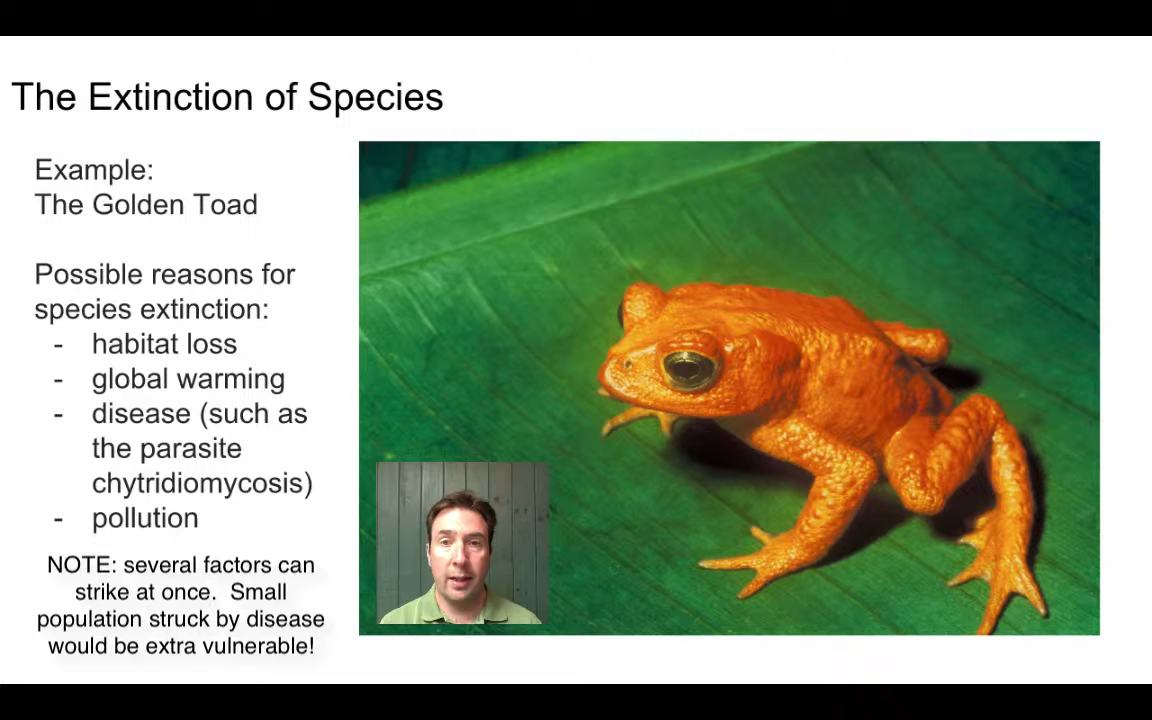 The Extinction of Species
Example:
The Golden Toad
Possible reasons for
species extinction:
- habitat loss
- global warming
- disease (such as
the parasite
chytridiomycosis)
- pollution
NOTE: several factors can
strike at once. Small
population struck by disease
would be extra vulnerable!